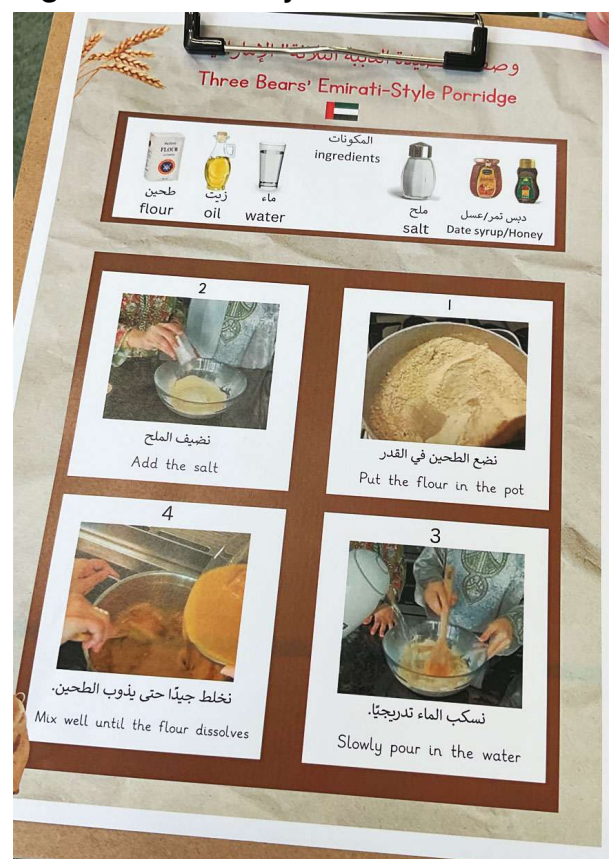 الدببة الثلاثة"
Three Bears' Emirati-Style Porridge
المكونات
ingredients
FLOUR
طحين
flour
زيت
oil
ماء
water
ملح
salt
دبس تمر/عسل
Date syrup/Honey
1
نضع الطحين في القدر
Put the flour in the pot
2
نضيف الملح
Add the salt
3
نسكب الماء تدريجيًا.
Slowly pour in the water
4
نخلط جيدًا حتى يذوب الطحين.
Mix well until the flour dissolves